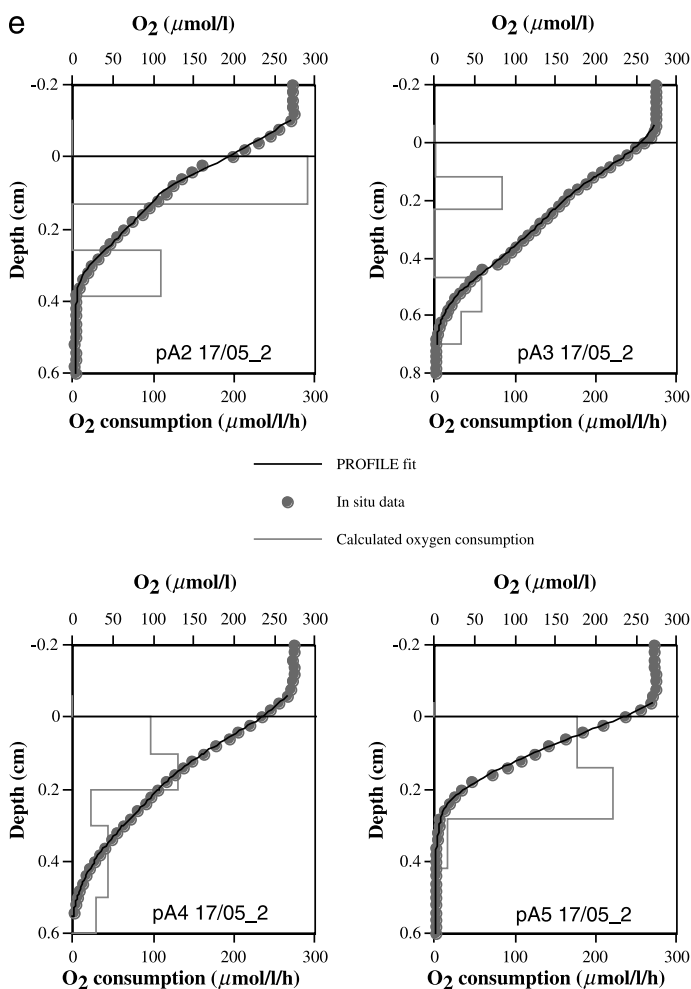 e
O2 (μmol/l)
0 50 100 150 200 250 300
-0.2
0
0.2
0.4
0.6
Depth (cm)
pA2 17/05_2
0 100 200 300
O2 consumption (μmol/l/h)
O2 (μmol/l)
0 50 100 150 200 250 300
-0.2
0
0.2
0.4
0.6
0.8
Depth (cm)
pA3 17/05_2
0 100 200 300
O2 consumption (μmol/l/h)
PROFILE fit
In situ data
Calculated oxygen consumption
O2 (μmol/l)
0 50 100 150 200 250 300
-0.2
0
0.2
0.4
0.6
Depth (cm)
pA4 17/05_2
0 100 200 300
O2 consumption (μmol/l/h)
O2 (μmol/l)
0 50 100 150 200 250 300
-0.2
0
0.2
0.4
0.6
Depth (cm)
pA5 17/05_2
0 100 200 300
O2 consumption (μmol/l/h)